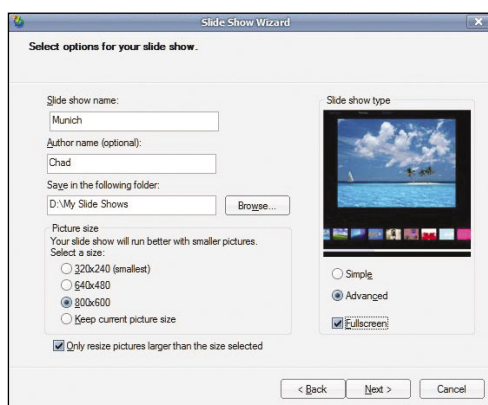 Slide Show Wizard
Select options for your slide show.
Slide show name:
Munich
Author name (optional):
Chad
Save in the following folder:
D:\My Slide Shows
Browse...
Picture size
Your slide show will run better with smaller pictures.
Select a size:
320x240 (smallest)
640x480
800x600
Keep current picture size
Only resize pictures larger than the size selected
Slide show type
Simple
Advanced
Fullscreen
< Back
Next >
Cancel